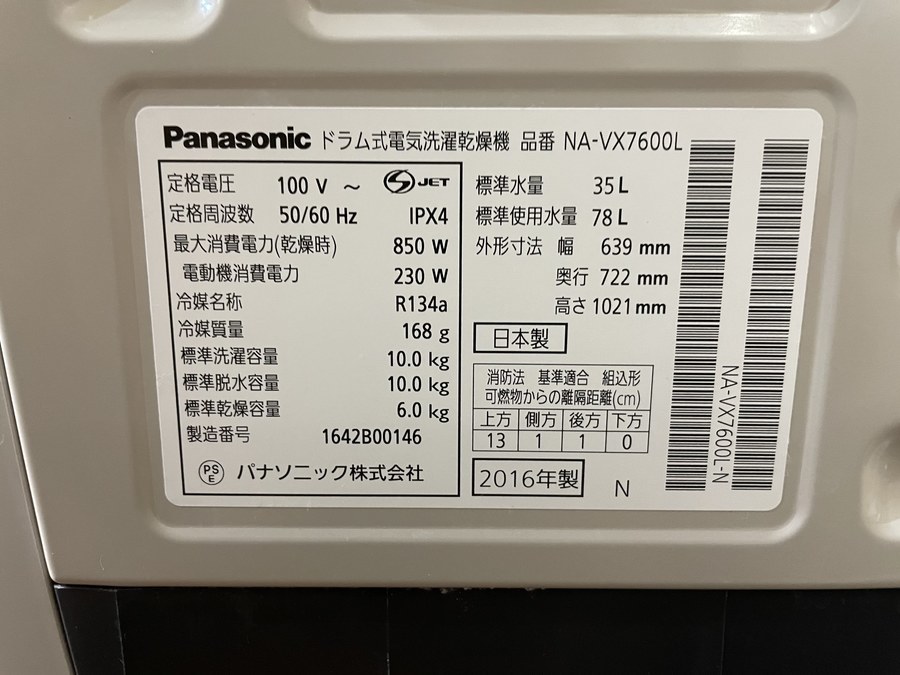 Panasonic ドラム式電気洗濯乾燥機 品番 NA-VX7600L
定格電圧 100 V ～ S JET
定格周波数 50/60 Hz IPX4
最大消費電力(乾燥時) 850 W
電動機消費電力 230 W
冷媒名称 R134a
冷媒質量 168 g
標準洗濯容量 10.0 kg
標準脱水容量 10.0 kg
標準乾燥容量 6.0 kg
製造番号 1642B00146
PS E パナソニック株式会社
標準水量 35 L
標準使用水量 78 L
外形寸法 幅 639 mm
奥行 722 mm
高さ 1021 mm
日本製
消防法 基準適合 組込形
可燃物からの離隔距離(cm)
上方 側方 後方 下方
13 1 1 0
2016年製 N
NA-VX7600L-N